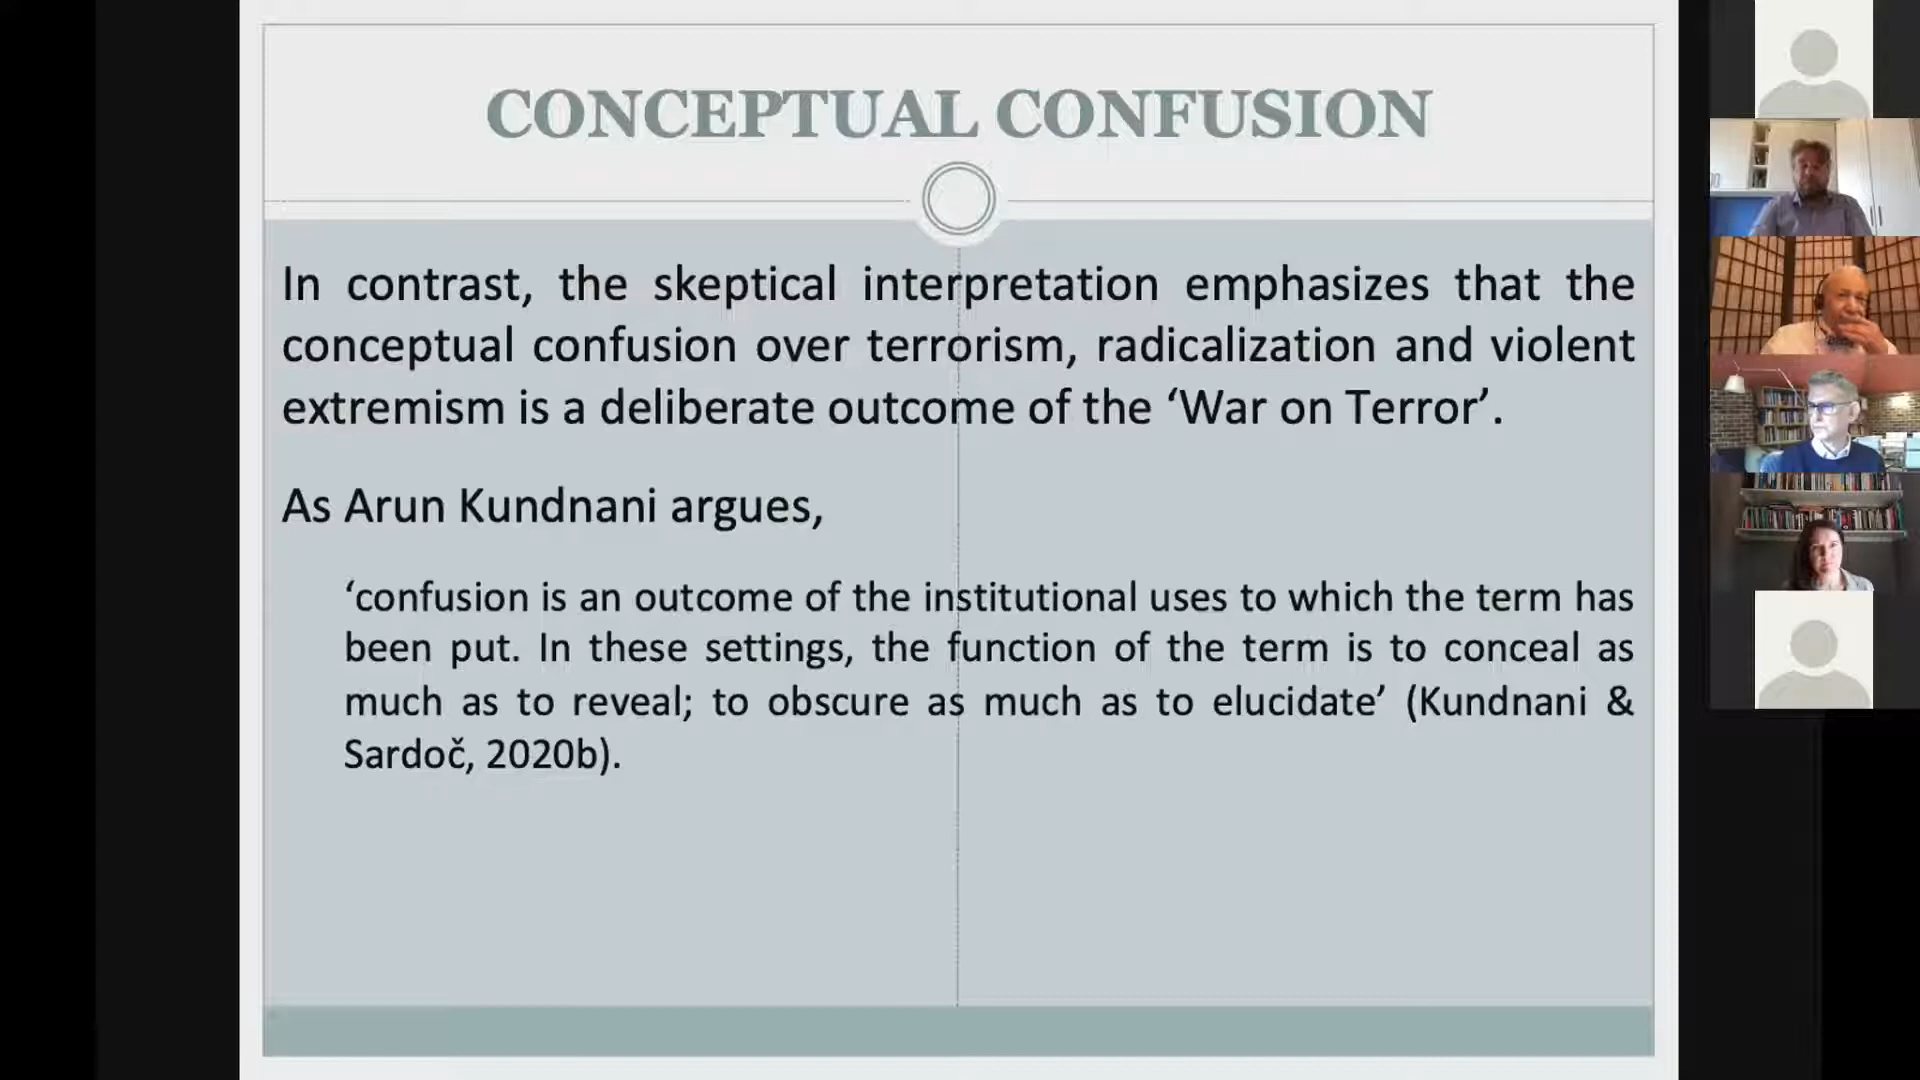 CONCEPTUAL CONFUSION
In contrast, the skeptical interpretation emphasizes that the
conceptual confusion over terrorism, radicalization and violent
extremism is a deliberate outcome of the ‘War on Terror’.
As Arun Kundnani argues,
‘confusion is an outcome of the institutional uses to which the term has
been put. In these settings, the function of the term is to conceal as
much as to reveal; to obscure as much as to elucidate’ (Kundnani &
Sardoč, 2020b).